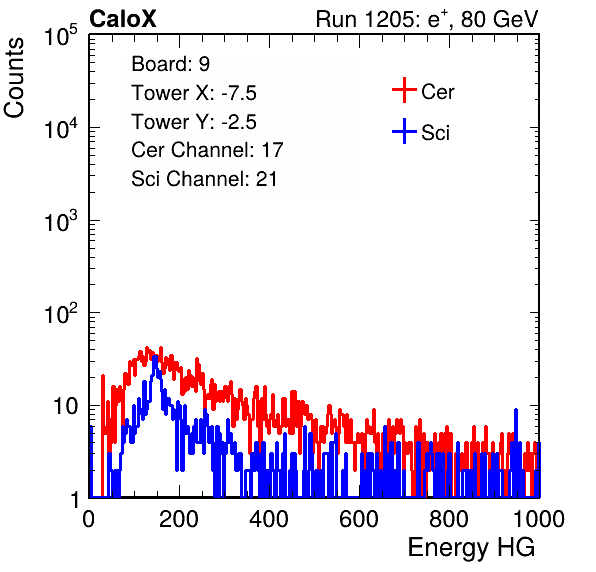 CaloX
Run 1205: e+, 80 GeV
Counts
10^5
10^4
10^3
10^2
10
1
Board: 9
Tower X: -7.5
Tower Y: -2.5
Cer Channel: 17
Sci Channel: 21
Cer
Sci
0 200 400 600 800 1000
Energy HG